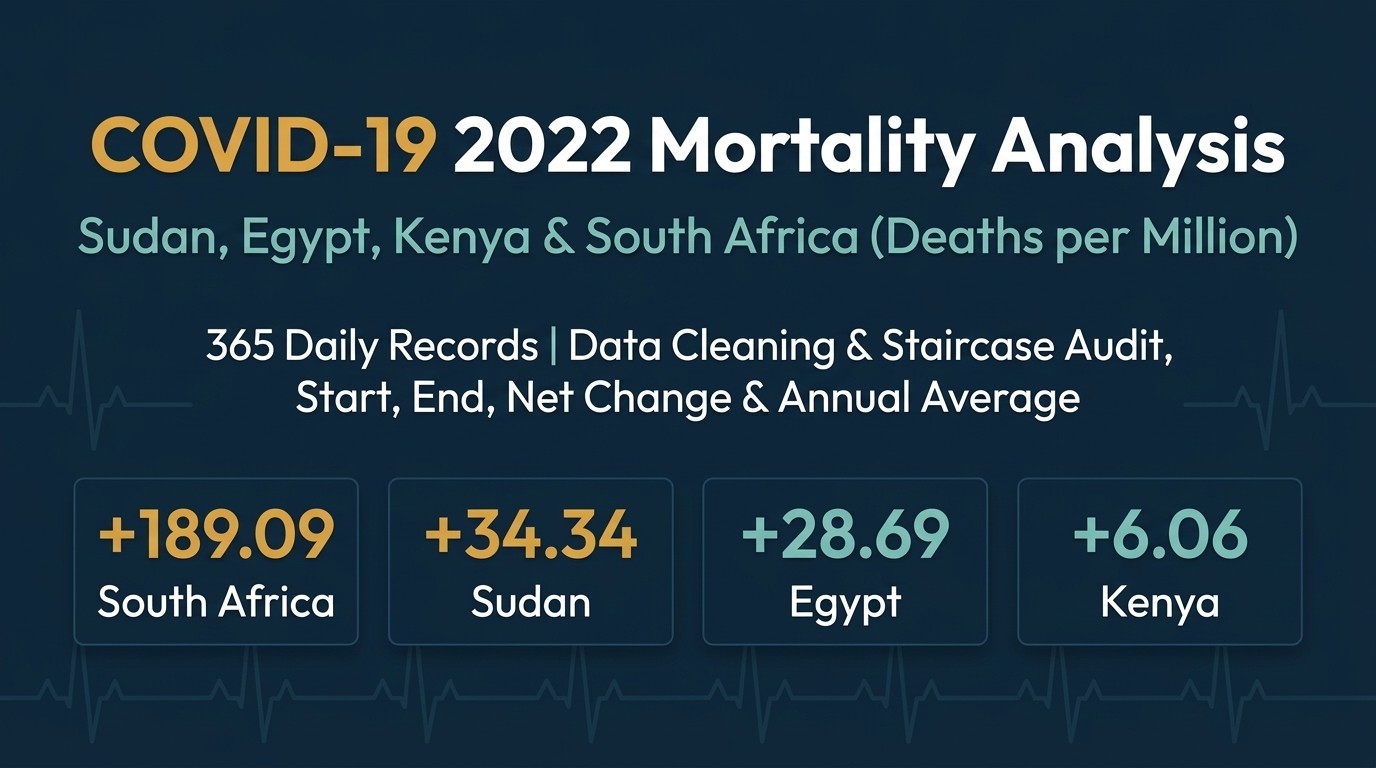 COVID-19 2022 Mortality Analysis
Sudan, Egypt, Kenya & South Africa (Deaths per Million)
365 Daily Records | Data Cleaning & Staircase Audit,
Start, End, Net Change & Annual Average
+189.09
South Africa
+34.34
Sudan
+28.69
Egypt
+6.06
Kenya